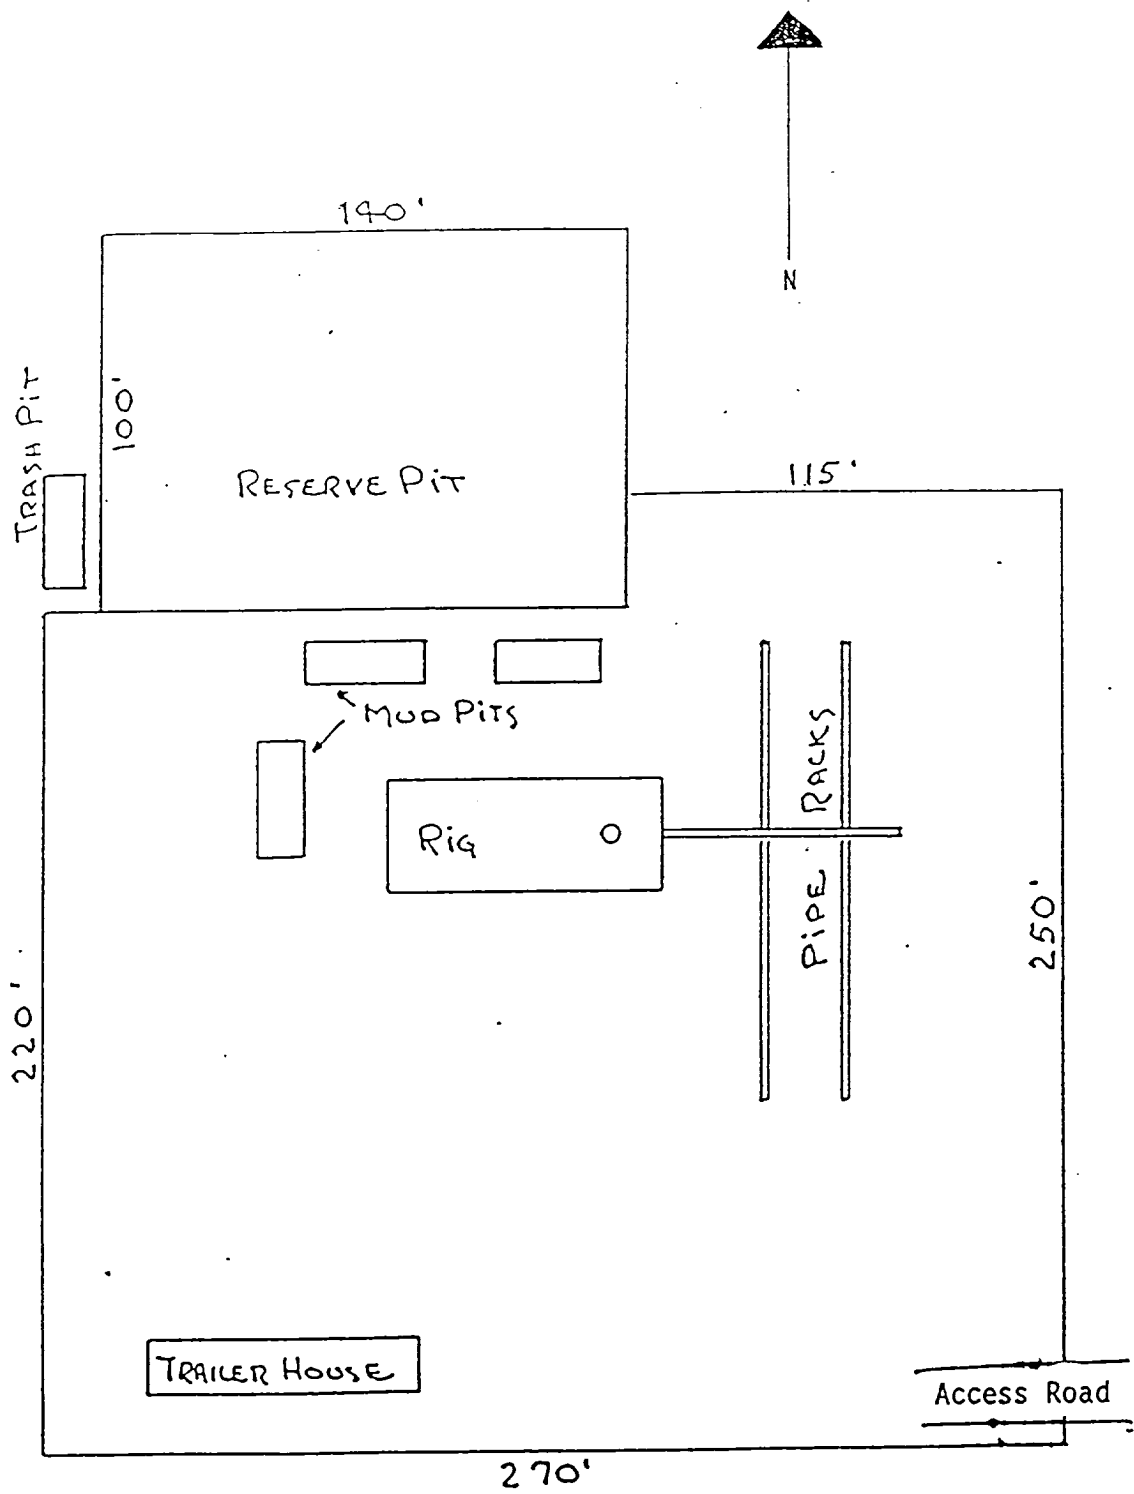 N
140'
100'
TRASH PiT
RESERVE PiT
115'
MUD PiTS
RiG
PiPE RACKS
220'
250'
TRAILER HOUSE
Access Road
270'